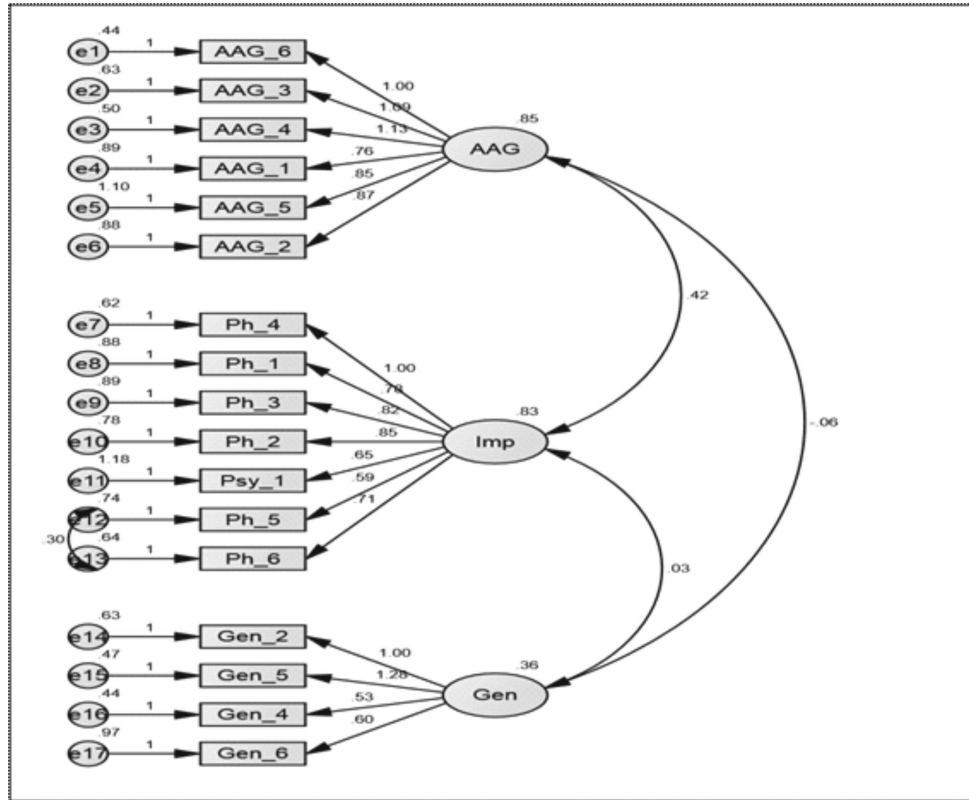 .44
e1 1 AAG_6
.63
e2 1 AAG_3
.50
e3 1 AAG_4
.89
e4 1 AAG_1
1.10
e5 1 AAG_5
.88
e6 1 AAG_2
1.00
1.09
1.13
.76
.85
.87
.85
AAG
.42
-.06
.62
e7 1 Ph_4
.88
e8 1 Ph_1
.89
e9 1 Ph_3
.78
e10 1 Ph_2
1.18
e11 1 Psy_1
.74
e12 1 Ph_5
.30
.64
e13 1 Ph_6
1.00
.78
.82
.85
.65
.59
.71
.83
Imp
.03
.63
e14 1 Gen_2
.47
e15 1 Gen_5
.44
e16 1 Gen_4
.97
e17 1 Gen_6
1.00
1.28
.53
.60
.36
Gen